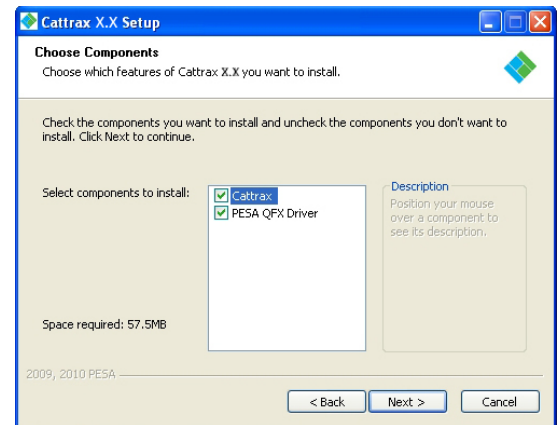 Cattrax X.X Setup
Choose Components
Choose which features of Cattrax X.X you want to install.
Check the components you want to install and uncheck the components you don't want to
install. Click Next to continue.
Select components to install:
Cattrax
PESA QFX Driver
Description
Position your mouse
over a component to
see its description.
Space required: 57.5MB
2009, 2010 PESA
< Back
Next >
Cancel